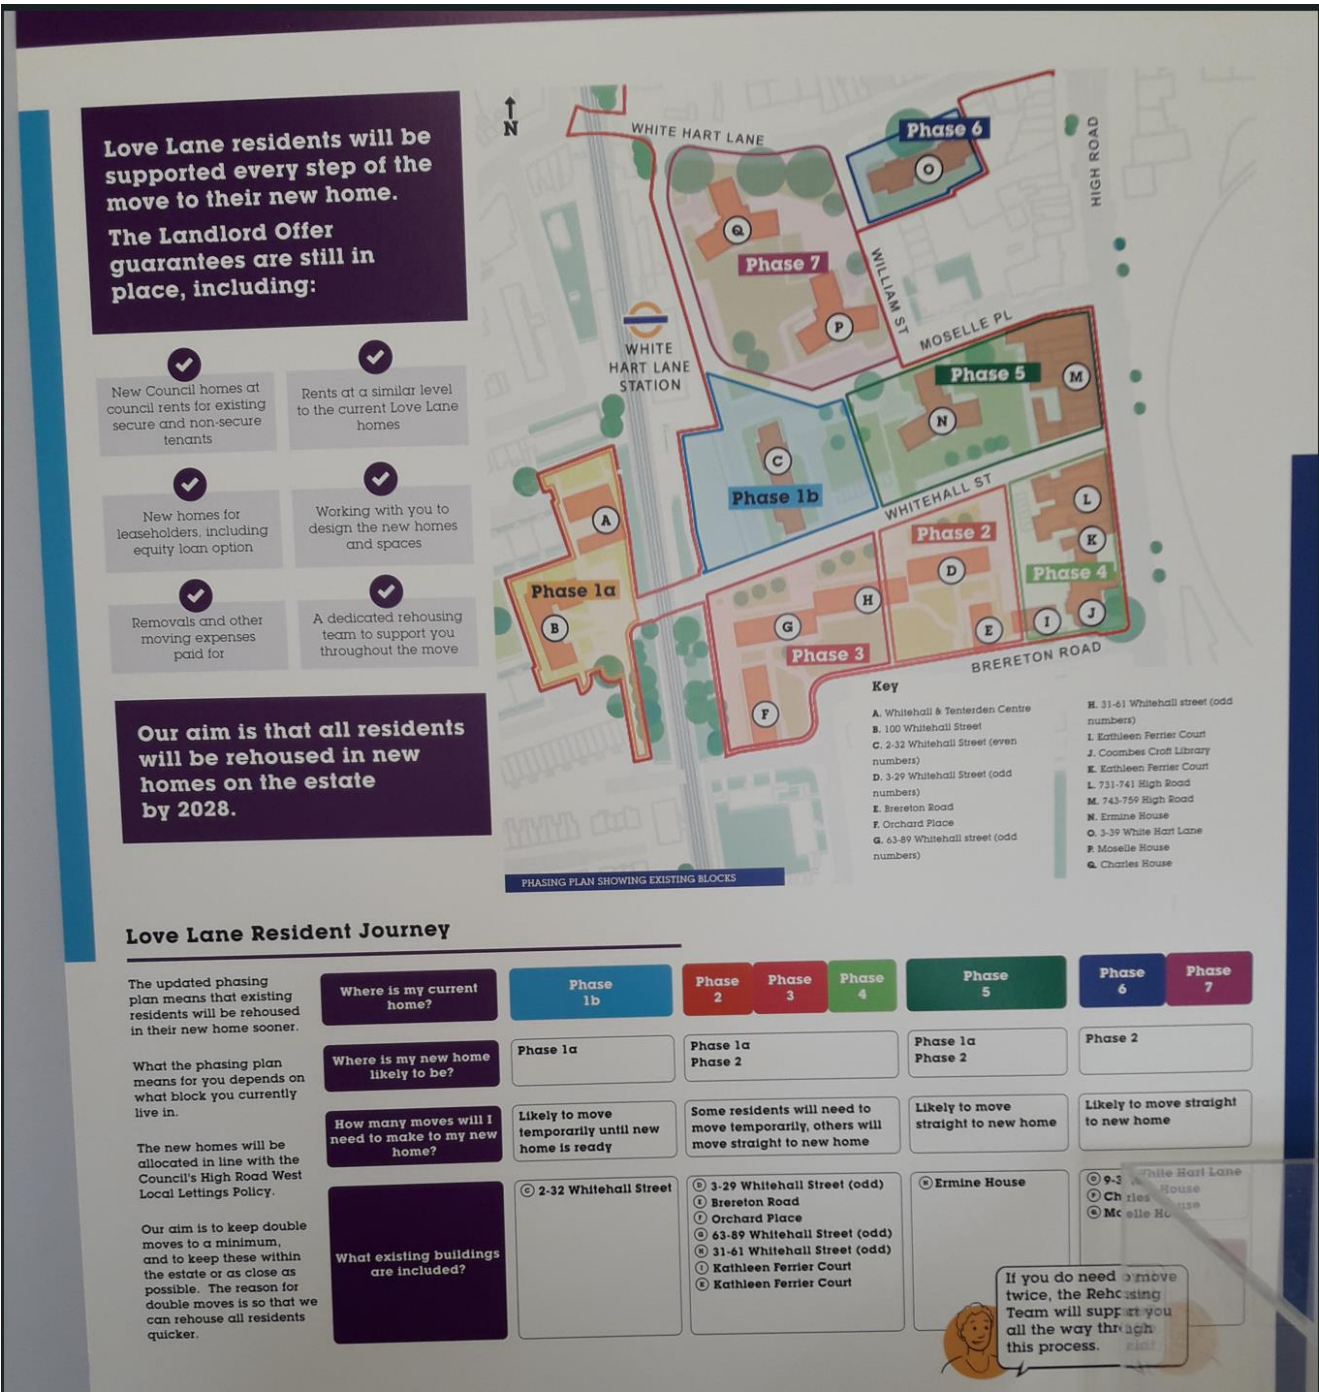 Love Lane residents will be
supported every step of the
move to their new home.
The Landlord Offer
guarantees are still in
place, including:
New Council homes at
council rents for existing
secure and non-secure
tenants
Rents at a similar level
to the current Love Lane
homes
New homes for
leaseholders, including
equity loan option
Working with you to
design the new homes
and spaces
Removals and other
moving expenses
paid for
A dedicated rehousing
team to support you
throughout the move
Our aim is that all residents
will be rehoused in new
homes on the estate
by 2028.
N
WHITE HART LANE
Phase 6
O
HIGH ROAD
Q
Phase 7
P
WILLIAM ST
MOSELLE PL
WHITE
HART LANE
STATION
Phase 5
M
N
C
Phase 1b
WHITEHALL ST
A
Phase 1a
B
Phase 2
D
E
L
K
Phase 4
I
J
H
G
Phase 3
F
BRERETON ROAD
Key
A. Whitehall & Tenterden Centre
B. 100 Whitehall Street
C. 2-32 Whitehall Street (even
numbers)
D. 3-29 Whitehall Street (odd
numbers)
E. Brereton Road
F. Orchard Place
G. 63-89 Whitehall street (odd
numbers)
H. 31-61 Whitehall street (odd
numbers)
I. Kathleen Ferrier Court
J. Coombes Croft Library
K. Kathleen Ferrier Court
L. 731-741 High Road
M. 743-759 High Road
N. Ermine House
O. 3-39 White Hart Lane
P. Moselle House
Q. Charles House
PHASING PLAN SHOWING EXISTING BLOCKS
Love Lane Resident Journey
The updated phasing
plan means that existing
residents will be rehoused
in their new home sooner.
What the phasing plan
means for you depends on
what block you currently
live in.
The new homes will be
allocated in line with the
Council's High Road West
Local Lettings Policy.
Our aim is to keep double
moves to a minimum,
and to keep these within
the estate or as close as
possible. The reason for
double moves is so that we
can rehouse all residents
quicker.
Where is my current
home?
Phase
1b
Phase
2
Phase
3
Phase
4
Phase
5
Phase
6
Phase
7
Where is my new home
likely to be?
Phase 1a
Phase 1a
Phase 2
Phase 1a
Phase 2
Phase 2
How many moves will I
need to make to my new
home?
Likely to move
temporarily until new
home is ready
Some residents will need to
move temporarily, others will
move straight to new home
Likely to move
straight to new home
Likely to move straight
to new home
What existing buildings
are included?
C 2-32 Whitehall Street
D 3-29 Whitehall Street (odd)
E Brereton Road
F Orchard Place
G 63-89 Whitehall Street (odd)
H 31-61 Whitehall Street (odd)
I Kathleen Ferrier Court
K Kathleen Ferrier Court
N Ermine House
White Hart Lane
House
If you do need to move
twice, the Rehousing
Team will support you
all the way through
this process.